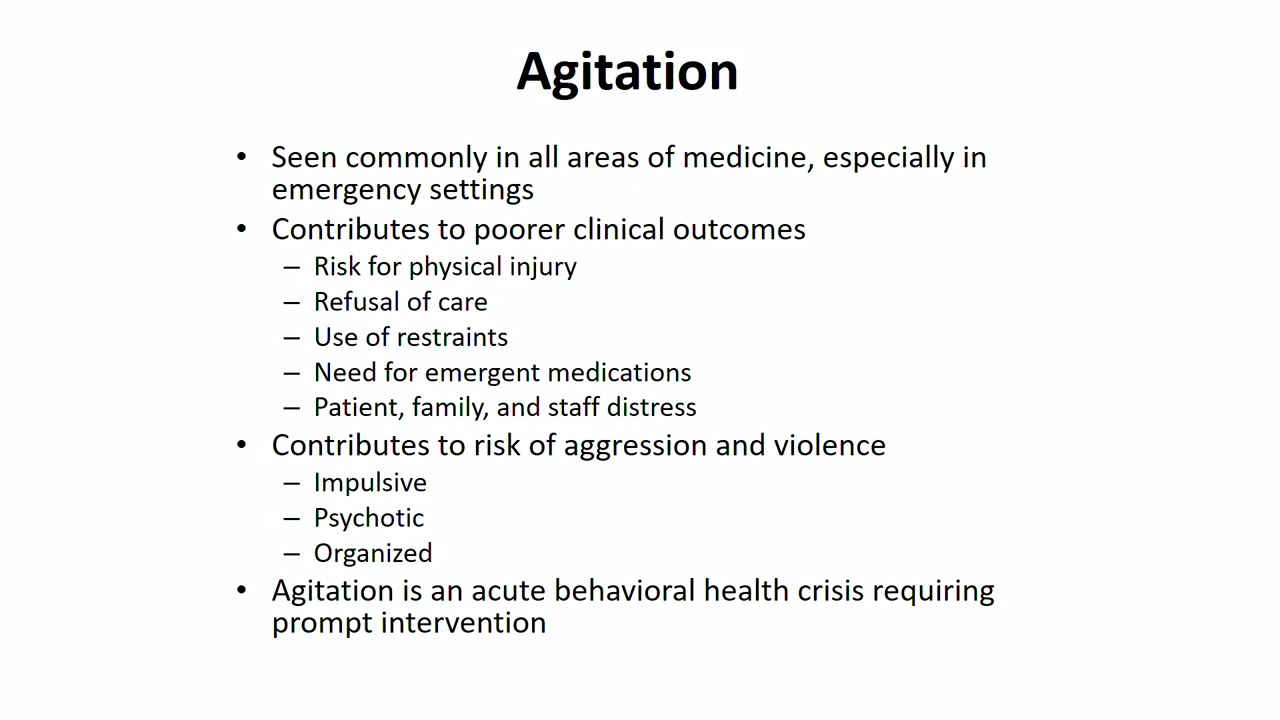 Agitation
• Seen commonly in all areas of medicine, especially in
emergency settings
• Contributes to poorer clinical outcomes
– Risk for physical injury
– Refusal of care
– Use of restraints
– Need for emergent medications
– Patient, family, and staff distress
• Contributes to risk of aggression and violence
– Impulsive
– Psychotic
– Organized
• Agitation is an acute behavioral health crisis requiring
prompt intervention